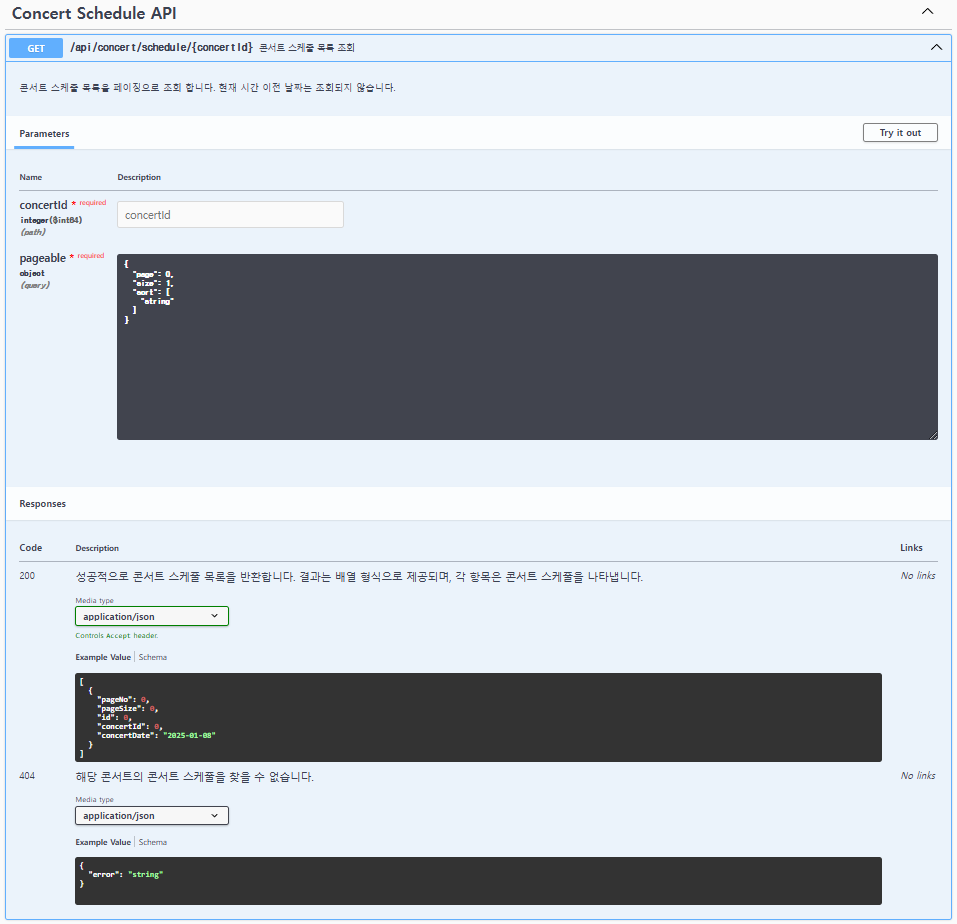 Concert Schedule API
GET /api/concert/schedule/{concertId} 콘서트 스케줄 목록 조회
콘서트 스케줄 목록을 페이징으로 조회 합니다. 현재 시간 이전 날짜는 조회되지 않습니다.
Parameters Try it out
Name Description
concertId * required concertId
integer($int64)
(path)
pageable * required
object
(query)
{
"page": 0,
"size": 1,
"sort": [
"string"
]
}
Responses
Code Description Links
200 성공적으로 콘서트 스케줄 목록을 반환합니다. 결과는 배열 형식으로 제공되며, 각 항목은 콘서트 스케줄을 나타냅니다. No links
Media type
application/json
Controls Accept header.
Example Value Schema
[
{
"pageNo": 0,
"pageSize": 0,
"id": 0,
"concertId": 0,
"concertDate": "2025-01-08"
}
]
404 해당 콘서트의 콘서트 스케줄을 찾을 수 없습니다. No links
Media type
application/json
Example Value Schema
{
"error": "string"
}